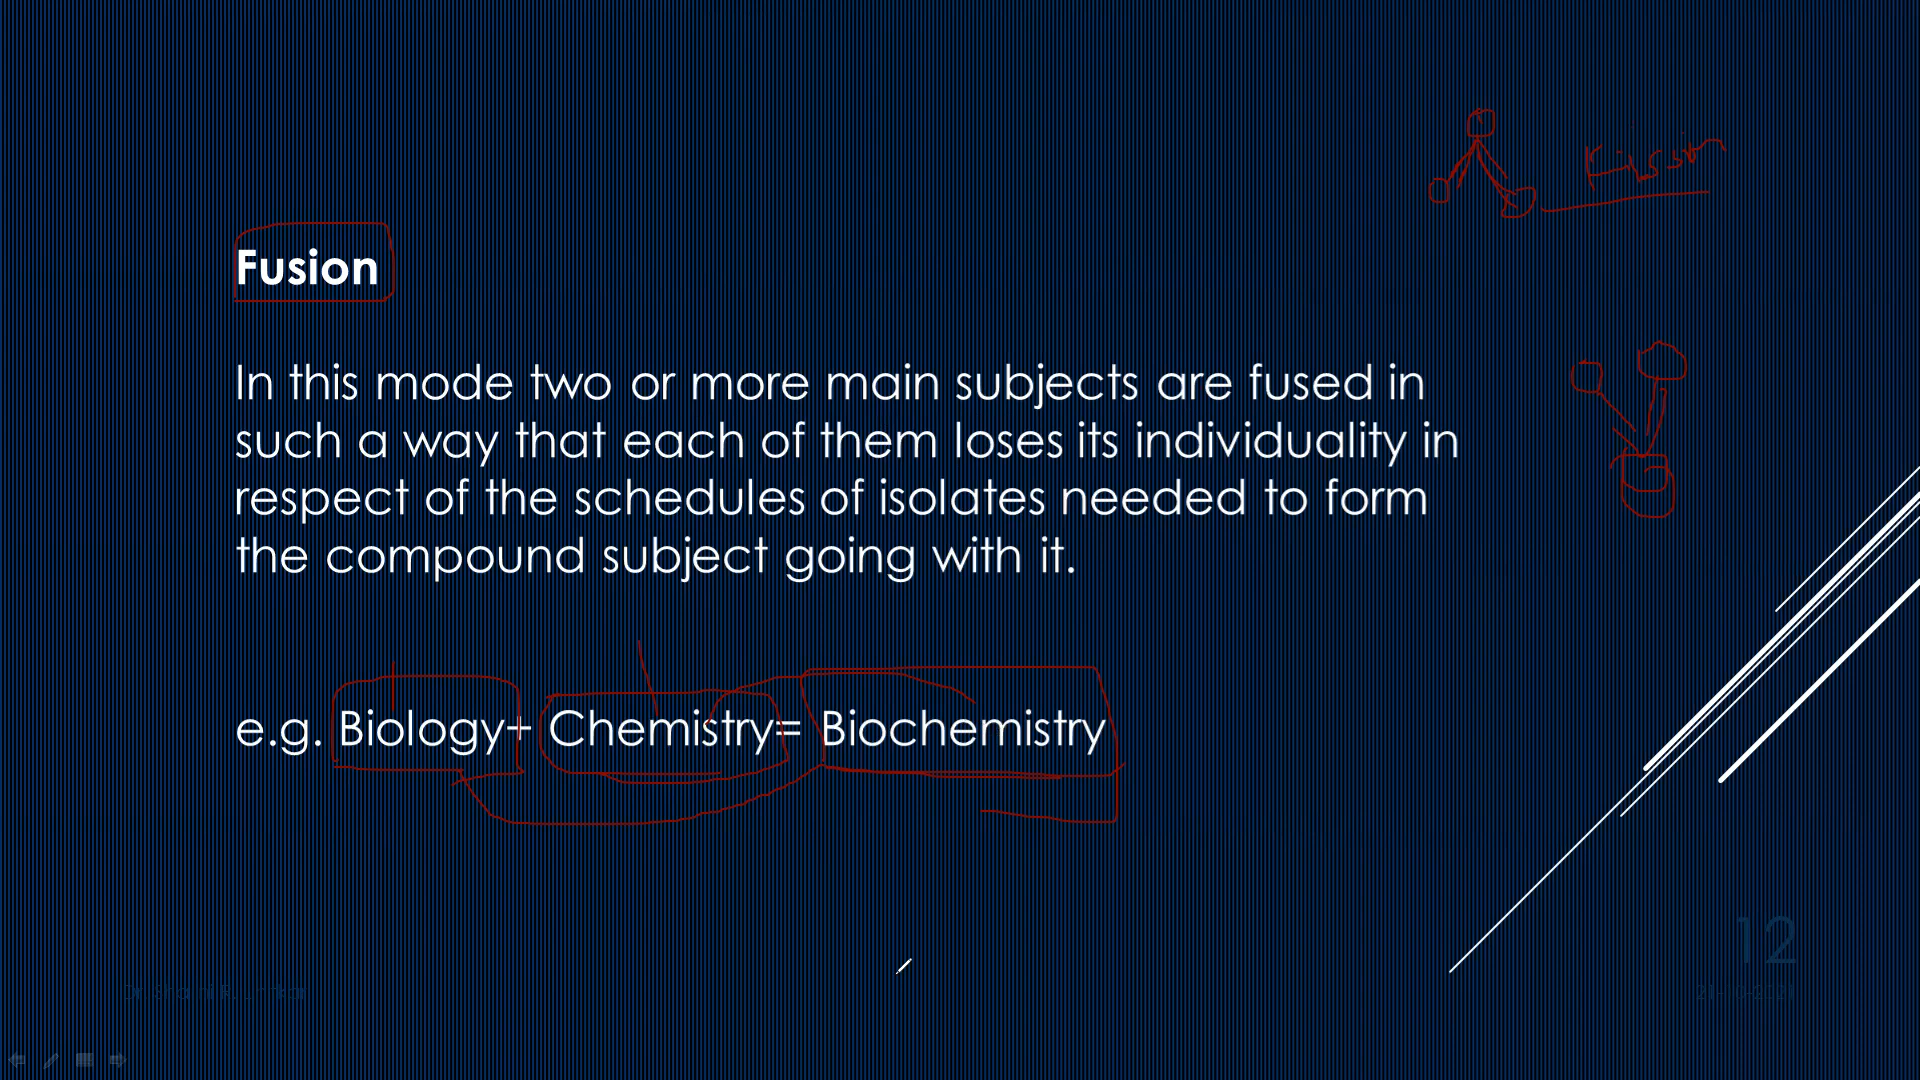 Fusion
In this mode two or more main subjects are fused in
such a way that each of them loses its individuality in
respect of the schedules of isolates needed to form
the compound subject going with it.
e.g. Biology+ Chemistry= Biochemistry
12